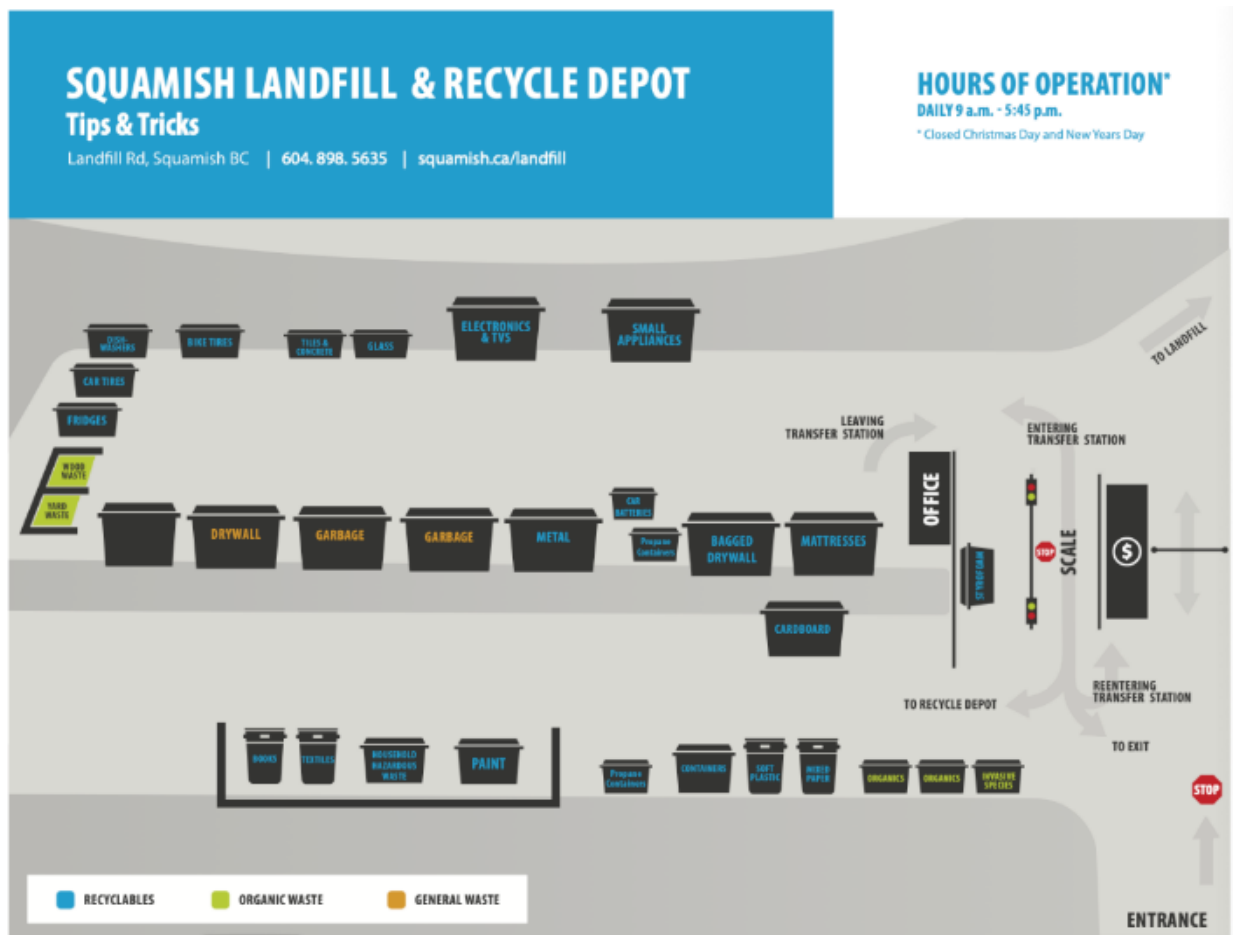 SQUAMISH LANDFILL & RECYCLE DEPOT
Tips & Tricks
Landfill Rd, Squamish BC | 604. 898. 5635 | squamish.ca/landfill
HOURS OF OPERATION*
DAILY 9 a.m. - 5:45 p.m.
* Closed Christmas Day and New Years Day
DISH-
WASHERS
BIKE TIRES
TILES &
CONCRETE
GLASS
ELECTRONICS
& TVS
SMALL
APPLIANCES
TO LANDFILL
CAR TIRES
FRIDGES
LEAVING
TRANSFER STATION
ENTERING
TRANSFER STATION
WOOD
WASTE
YARD
WASTE
DRYWALL
GARBAGE
GARBAGE
METAL
CAR
BATTERIES
Propane
Containers
BAGGED
DRYWALL
MATTRESSES
OFFICE
STYROFOAM
STOP
SCALE
$
CARDBOARD
TO RECYCLE DEPOT
REENTERING
TRANSFER STATION
TO EXIT
BOOKS
TEXTILES
HOUSEHOLD
HAZARDOUS
WASTE
PAINT
Propane
Containers
CONTAINERS
SOFT
PLASTIC
MIXED
PAPER
ORGANICS
ORGANICS
INVASIVE
SPECIES
STOP
RECYCLABLES
ORGANIC WASTE
GENERAL WASTE
ENTRANCE